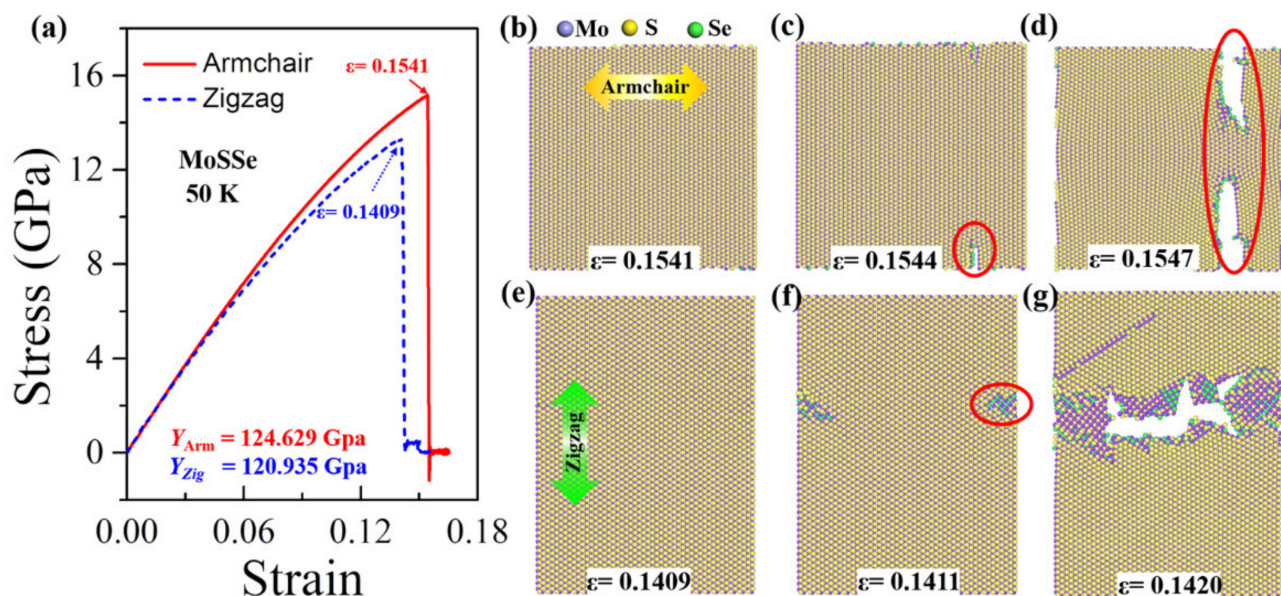 (a)
Stress (GPa)
16
12
8
4
0
Armchair
Zigzag
ε= 0.1541
MoSSe
50 K
ε= 0.1409
Y_Arm = 124.629 Gpa
Y_Zig = 120.935 Gpa
0.00 0.06 0.12 0.18
Strain
Mo S Se
(b)
Armchair
ε= 0.1541
(c)
ε= 0.1544
(d)
ε= 0.1547
(e)
Zigzag
ε= 0.1409
(f)
ε= 0.1411
(g)
ε= 0.1420